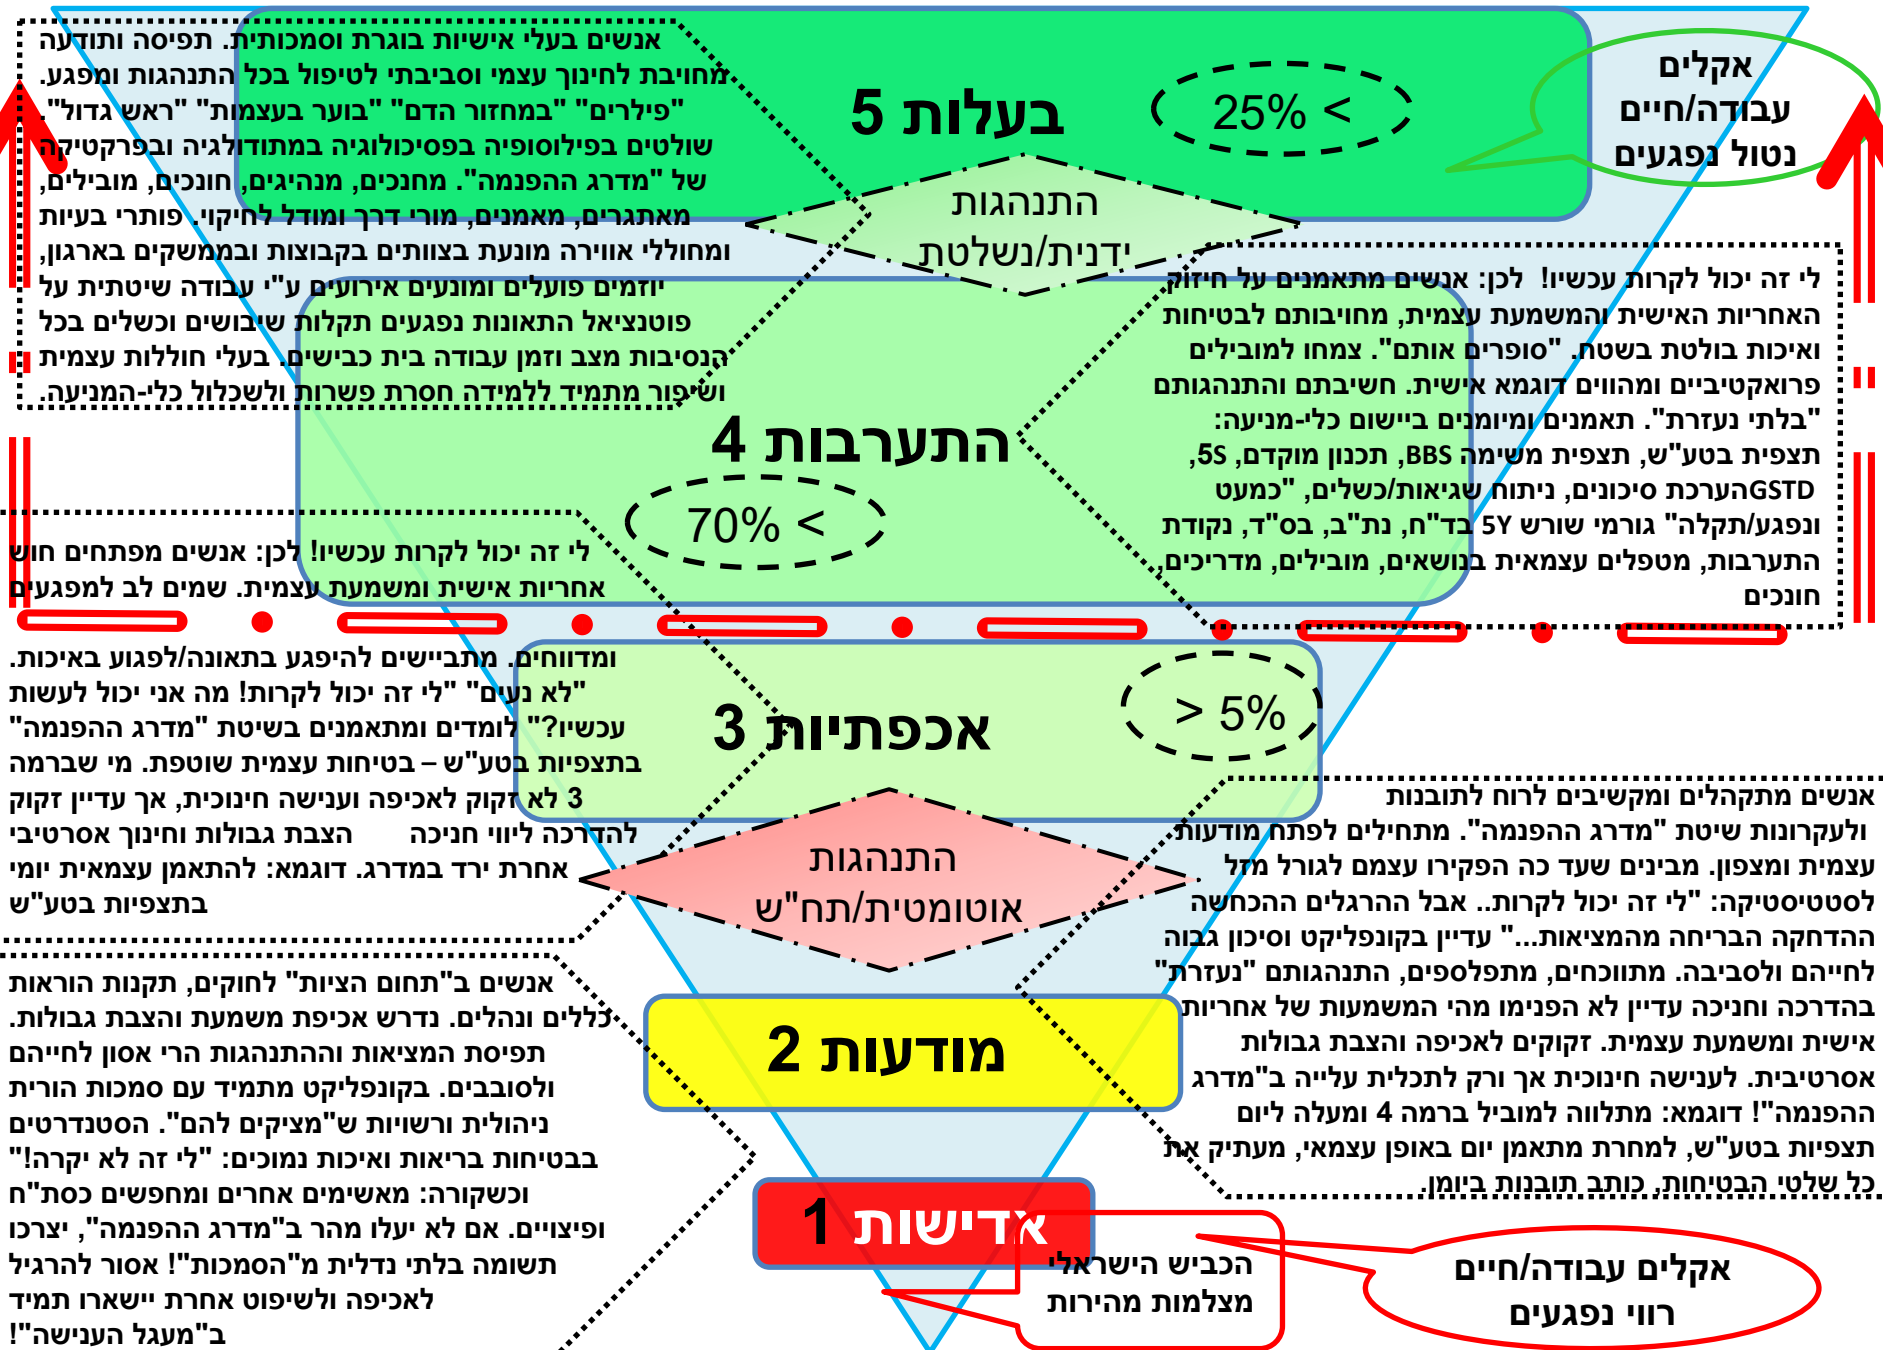 אנשים בעלי אישיות בוגרת וסמכותית. תפיסה ותודעה
מחויבת לחינוך עצמי וסביבתי לטיפול בכל התנהגות ומפגע.
"פילרים" "במחזור הדם" "בוער בעצמות" "ראש גדול".
שולטים בפילוסופיה בפסיכולוגיה במתודולגיה ובפרקטיקה
של "מדרג ההפנמה". מחנכים, מנהיגים, חונכים, מובילים,
מאתגרים, מאמנים, מורי דרך ומודל לחיקוי. פותרי בעיות
ומחוללי אווירה מונעת בצוותים בקבוצות ובממשקים בארגון,
יוזמים פועלים ומונעים אירועים ע"י עבודה שיטתית על
פוטנציאל התאונות נפגעים תקלות שיבושים וכשלים בכל
הנסיבות מצב וזמן עבודה בית כבישים. בעלי חוללות עצמית
ושיפור מתמיד ללמידה חסרת פשרות ולשכלול כלי-המניעה.
בעלות 5
25% <
אקלים
עבודה/חיים
נטול נפגעים
התנהגות
ידנית/נשלטת
לי זה יכול לקרות עכשיו!  לכן: אנשים מתאמנים על חיזוק
האחריות האישית והמשמעת עצמית, מחויבותם לבטיחות
ואיכות בולטת בשטח. "סופרים אותם". צמחו למובילים
פרואקטיביים ומהווים דוגמא אישית. חשיבתם והתנהגותם
"בלתי נעזרת". תאמנים ומיומנים ביישום כלי-מניעה:
תצפית בטע"ש, תצפית משימה BBS, תכנון מוקדם, 5S,
GSTDהערכת סיכונים, ניתוח שגיאות/כשלים, "כמעט
ונפגע/תקלה" גורמי שורש 5Y בד"ח, נת"ב, בס"ד, נקודת
התערבות, מטפלים עצמאית בנושאים, מובילים, מדריכים,
חונכים
התערבות 4
70% <
לי זה יכול לקרות עכשיו! לכן: אנשים מפתחים חוש
אחריות אישית ומשמעת עצמית. שמים לב למפגעים
ומדווחים. מתביישים להיפגע בתאונה/לפגוע באיכות.
"לא נעים" "לי זה יכול לקרות! מה אני יכול לעשות
עכשיו?" לומדים ומתאמנים בשיטת "מדרג ההפנמה"
בתצפיות בטע"ש – בטיחות עצמית שוטפת. מי שברמה
3 לא זקוק לאכיפה וענישה חינוכית, אך עדיין זקוק
להדרכה ליווי חניכה     הצבת גבולות וחינוך אסרטיבי
אחרת ירד במדרג. דוגמא: להתאמן עצמאית יומי
בתצפיות בטע"ש
אכפתיות 3
> 5%
התנהגות
אוטומטית/תח"ש
אנשים מתקהלים ומקשיבים לרוח לתובנות
ולעקרונות שיטת "מדרג ההפנמה". מתחילים לפתח מודעות
עצמית ומצפון. מבינים שעד כה הפקירו עצמם לגורל מזל
לסטטיסטיקה: "לי זה יכול לקרות.. אבל ההרגלים ההכחשה
ההדחקה הבריחה מהמציאות..." עדיין בקונפליקט וסיכון גבוה
לחייהם ולסביבה. מתווכחים, מתפלספים, התנהגותם "נעזרת"
בהדרכה וחניכה עדיין לא הפנימו מהי המשמעות של אחריות
אישית ומשמעת עצמית. זקוקים לאכיפה והצבת גבולות
אסרטיבית. לענישה חינוכית אך ורק לתכלית עלייה ב"מדרג
ההפנמה"! דוגמא: מתלווה למוביל ברמה 4 ומעלה ליום
תצפיות בטע"ש, למחרת מתאמן יום באופן עצמאי, מעתיק את
כל שלטי הבטיחות, כותב תובנות ביומן.
מודעות 2
אנשים ב"תחום הציות" לחוקים, תקנות הוראות
כללים ונהלים. נדרש אכיפת משמעת והצבת גבולות.
תפיסת המציאות וההתנהגות הרי אסון לחייהם
ולסובבים. בקונפליקט מתמיד עם סמכות הורית
ניהולית ורשויות ש"מציקים להם". הסטנדרטים
בבטיחות בריאות ואיכות נמוכים: "לי זה לא יקרה!"
וכשקורה: מאשימים אחרים ומחפשים כסת"ח
ופיצויים. אם לא יעלו מהר ב"מדרג ההפנמה", יצרכו
תשומה בלתי נדלית מ"הסמכות"! אסור להרגיל
לאכיפה ולשיפוט אחרת יישארו תמיד
ב"מעגל הענישה"!
אדישות 1
הכביש הישראלי
מצלמות מהירות
אקלים עבודה/חיים
רווי נפגעים